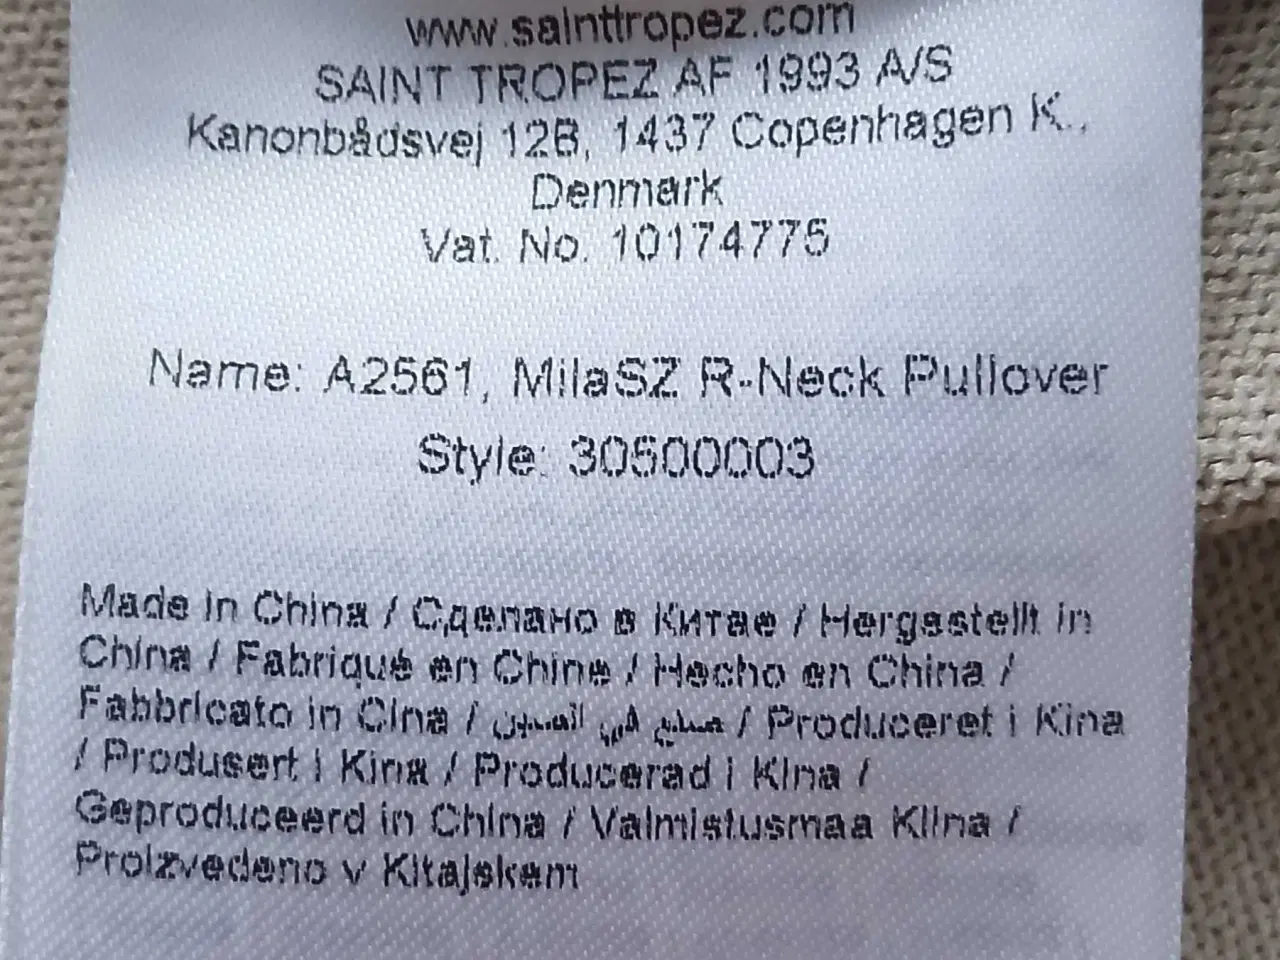 www.sainttropez.com
SAINT TROPEZ AF 1993 A/S
Kanonbådsvej 12B, 1437 Copenhagen K.,
Denmark
Vat. No. 10174775
Name: A2561, MilaSZ R-Neck Pullover
Style: 30500003
Made in China / Сделано в Китае / Hergestellt in
China / Fabriqué en Chine / Hecho en China /
Fabbricato in Cina / صنع في الصين / Produceret i Kina
/ Produsert i Kina / Producerad i Kina /
Geproduceerd in China / Valmistusmaa Kiina /
Proizvedeno v Kitajskem